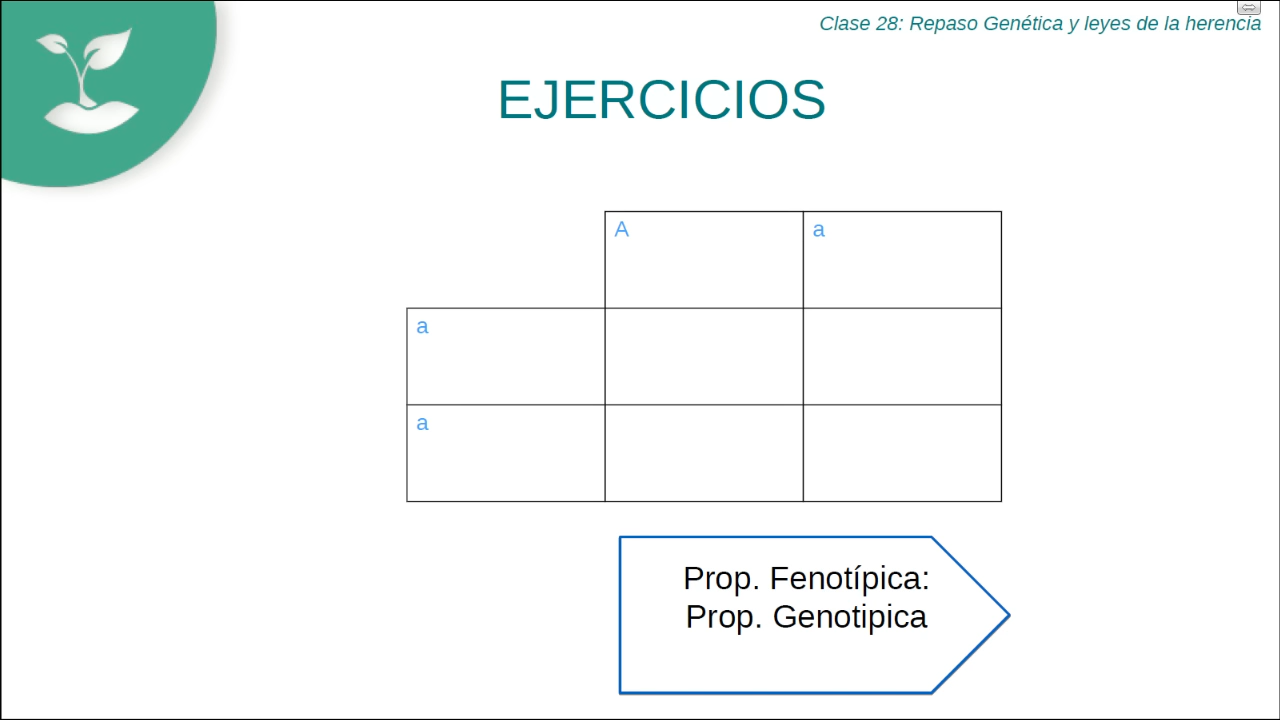 Clase 28: Repaso Genética y leyes de la herencia
EJERCICIOS
A a
a
a
Prop. Fenotípica:
Prop. Genotipica